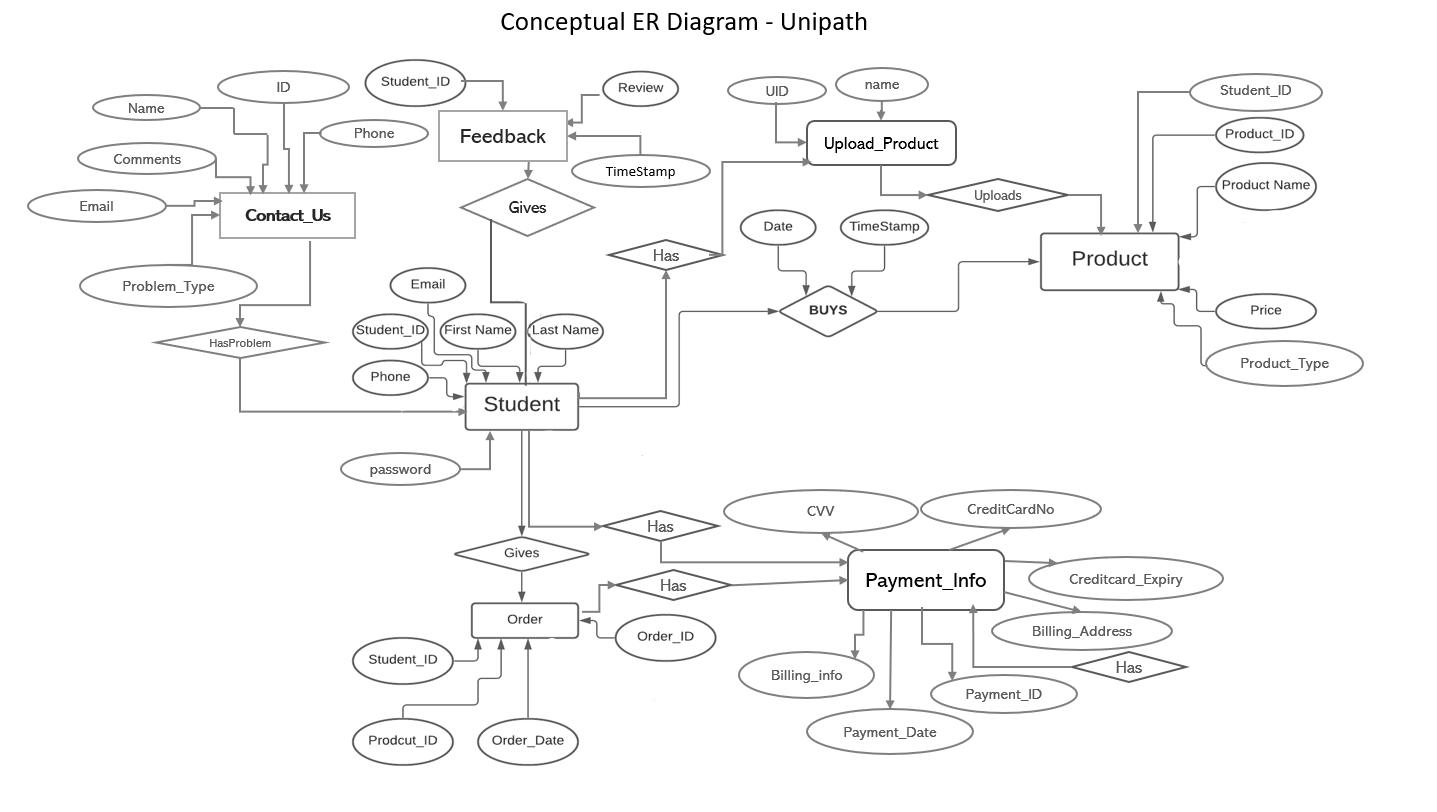 Conceptual ER Diagram - Unipath
ID
Name
Phone
Comments
Email
Contact_Us
Problem_Type
HasProblem
Student_ID
Review
Feedback
TimeStamp
Gives
UID
name
Upload_Product
Uploads
Has
Date
TimeStamp
BUYS
Student_ID
Product_ID
Product Name
Product
Price
Product_Type
Email
Student_ID
First Name
Last Name
Phone
Student
password
Gives
Has
Has
Order
Order_ID
Student_ID
Prodcut_ID
Order_Date
CVV
CreditCardNo
Payment_Info
Creditcard_Expiry
Billing_Address
Has
Billing_info
Payment_ID
Payment_Date